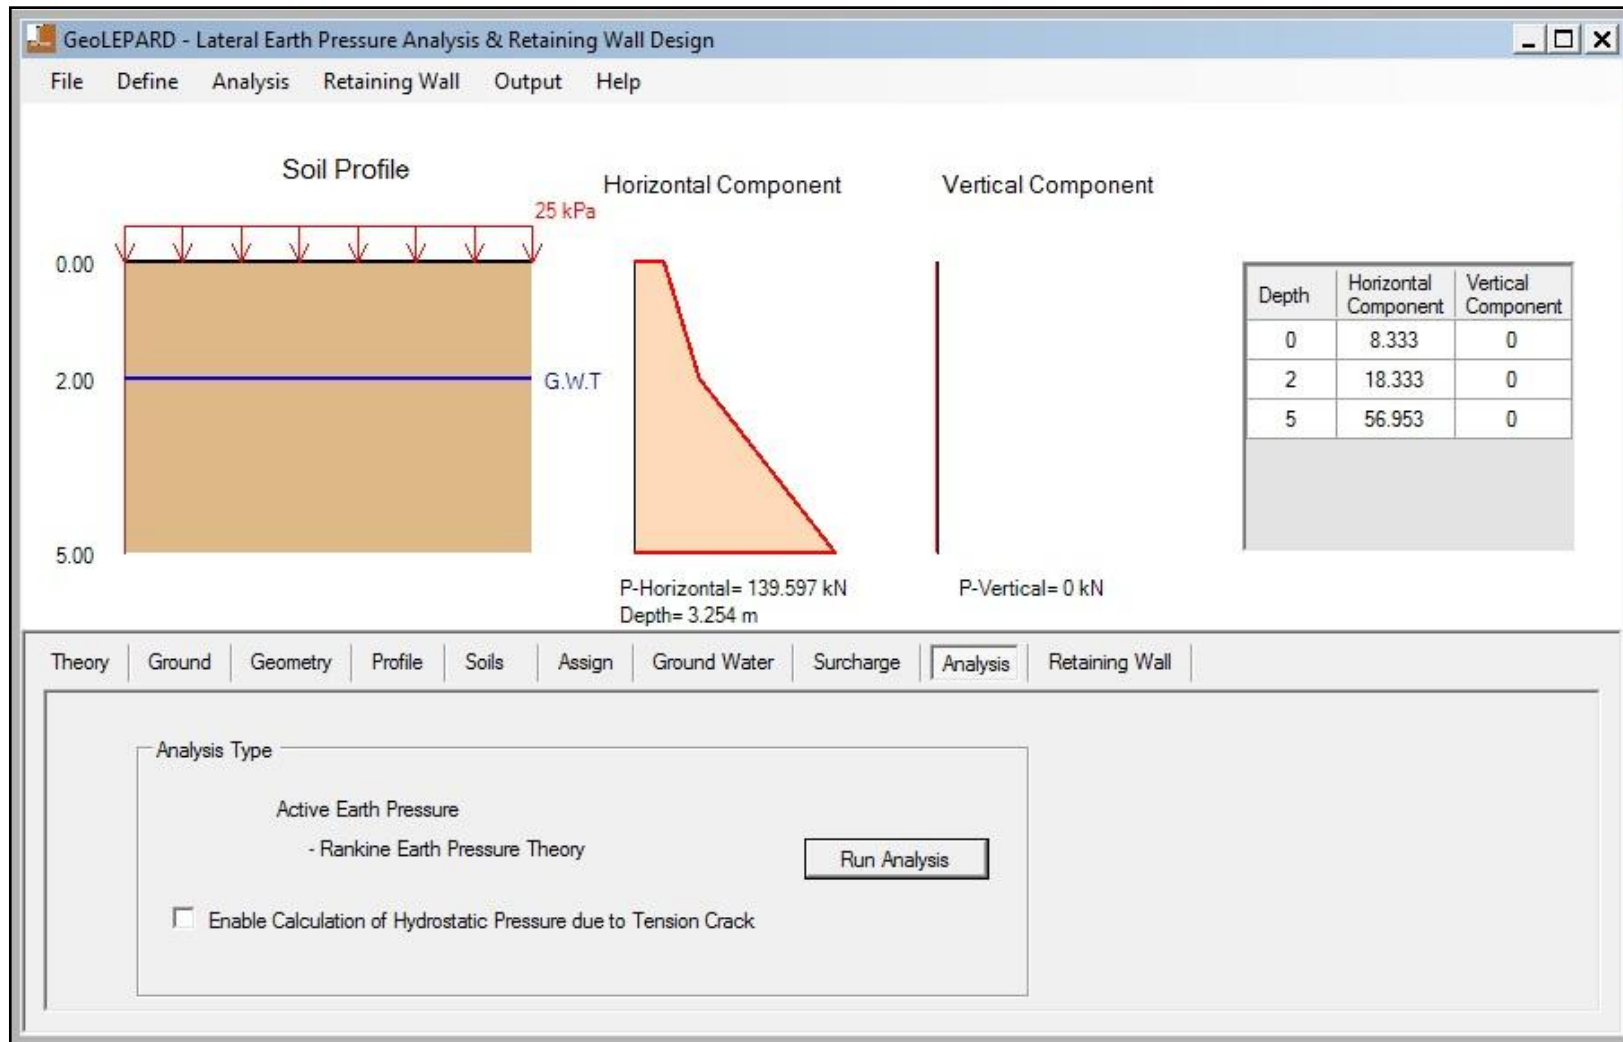 GeoLEPARD - Lateral Earth Pressure Analysis & Retaining Wall Design
File Define Analysis Retaining Wall Output Help
Soil Profile
Horizontal Component
Vertical Component
25 kPa
0.00
2.00
G.W.T
5.00
P-Horizontal= 139.597 kN
Depth= 3.254 m
P-Vertical= 0 kN
Depth Horizontal Component Vertical Component
0 8.333 0
2 18.333 0
5 56.953 0
Theory Ground Geometry Profile Soils Assign Ground Water Surcharge Analysis Retaining Wall
Analysis Type
Active Earth Pressure
- Rankine Earth Pressure Theory
Run Analysis
Enable Calculation of Hydrostatic Pressure due to Tension Crack